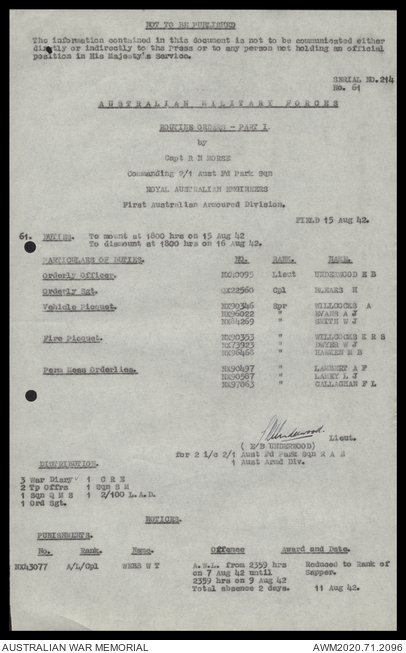 NOT TO BE PUBLISHED
The information contained in this document is not to be communicated either
directly or indirectly to the Press or to any person not holding an official
position in His Majesty's Service.
SERIAL NO.214
No. 61
AUSTRALIAN MILITARY FORCES
ROUTINE ORDERS - PART I.
by
Capt R N MORSE
Commanding 2/1 Aust Fd Park Sqn
ROYAL AUSTRALIAN ENGINEERS
First Australian Armoured Division.
FIELD 15 Aug 42.
61. DUTIES. To mount at 1800 hrs on 15 Aug 42
To dismount at 1800 hrs on 16 Aug 42.
PARTICULARS OF DUTIES. NO. RANK. NAME.
Orderly Officer. Lieut UNDERWOOD E B
Orderly Sgt. QX22560 Cpl BLEARS H
Vehicle Picquet. NX90346 Spr WILLCOCKS A
NX96022 " EVANS A J
NX84269 " SMITH W J
Fire Picquet. NX90353 " WILLCOCKS K R S
NX73923 " DWYER W J
NX96460 " HANSEN N B
Perm Mess Orderlies. NX90497 " LAMBERT A F
NX90587 " LAHEY L J
NX97063 " CALLAGHAN F L
Underwood Lieut.
(E/B UNDERWOOD)
for 2 i/c 2/1 Aust Fd Park Sqn R A E
1 Aust Armd Div.
DISTRIBUTION.
3 War Diary 1 C R E
2 Tp Offrs 1 Sqn S M
1 Sqn Q M S 1 2/100 L.A.D.
1 Ord Sgt.
NOTICES.
PUNISHMENTS.
No. Rank. Name. Offence Award and Date.
NX43077 A/L/Cpl WEBB W T A.W.L. from 2359 hrs Reduced to Rank of
on 7 Aug 42 until Sapper.
2359 hrs on 9 Aug 42
Total absence 2 days. 11 Aug 42.
AUSTRALIAN WAR MEMORIAL
AWM2020.71.2096